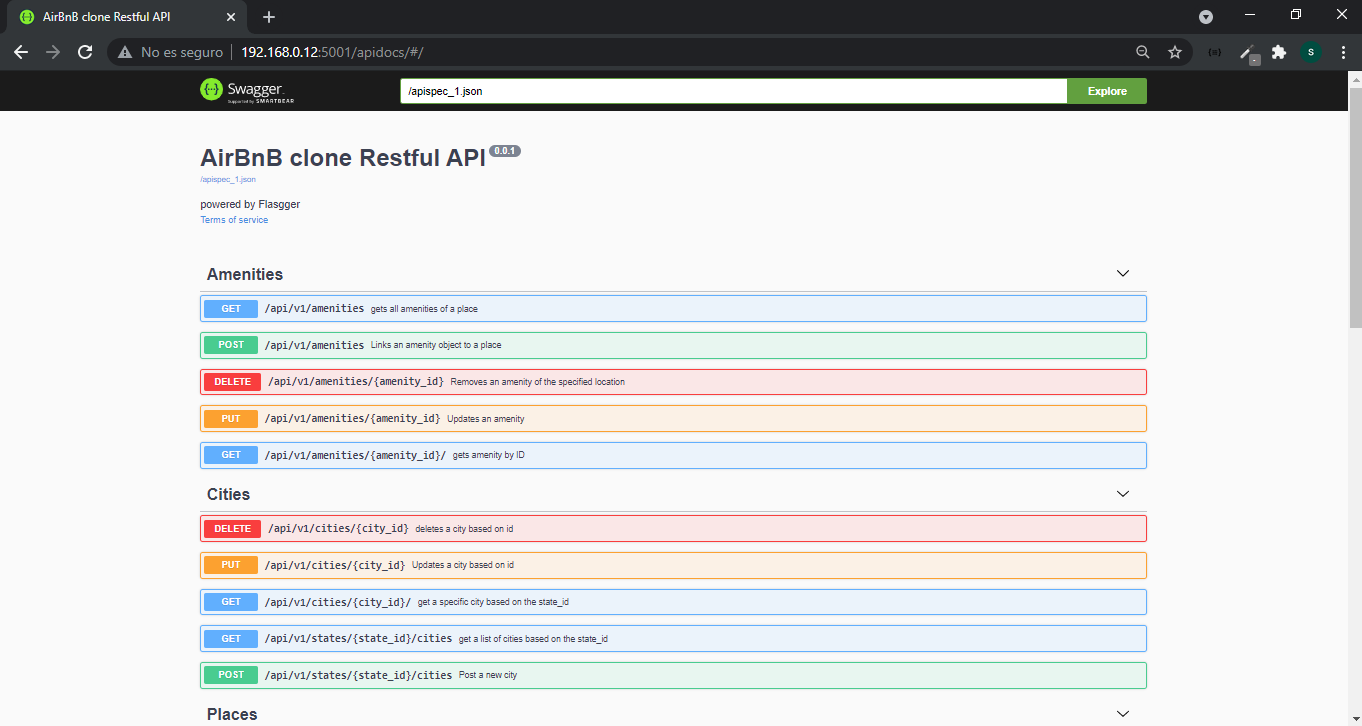 AirBnB clone Restful API
No es seguro 192.168.0.12:5001/apidocs/#/
S
Swagger
Supported by SMARTBEAR
/apispec_1.json
Explore
AirBnB clone Restful API 0.0.1
/apispec_1.json
powered by Flasgger
Terms of service
Amenities
GET /api/v1/amenities gets all amenities of a place
POST /api/v1/amenities Links an amenity object to a place
DELETE /api/v1/amenities/{amenity_id} Removes an amenity of the specified location
PUT /api/v1/amenities/{amenity_id} Updates an amenity
GET /api/v1/amenities/{amenity_id}/ gets amenity by ID
Cities
DELETE /api/v1/cities/{city_id} deletes a city based on id
PUT /api/v1/cities/{city_id} Updates a city based on id
GET /api/v1/cities/{city_id}/ get a specific city based on the state_id
GET /api/v1/states/{state_id}/cities get a list of cities based on the state_id
POST /api/v1/states/{state_id}/cities Post a new city
Places